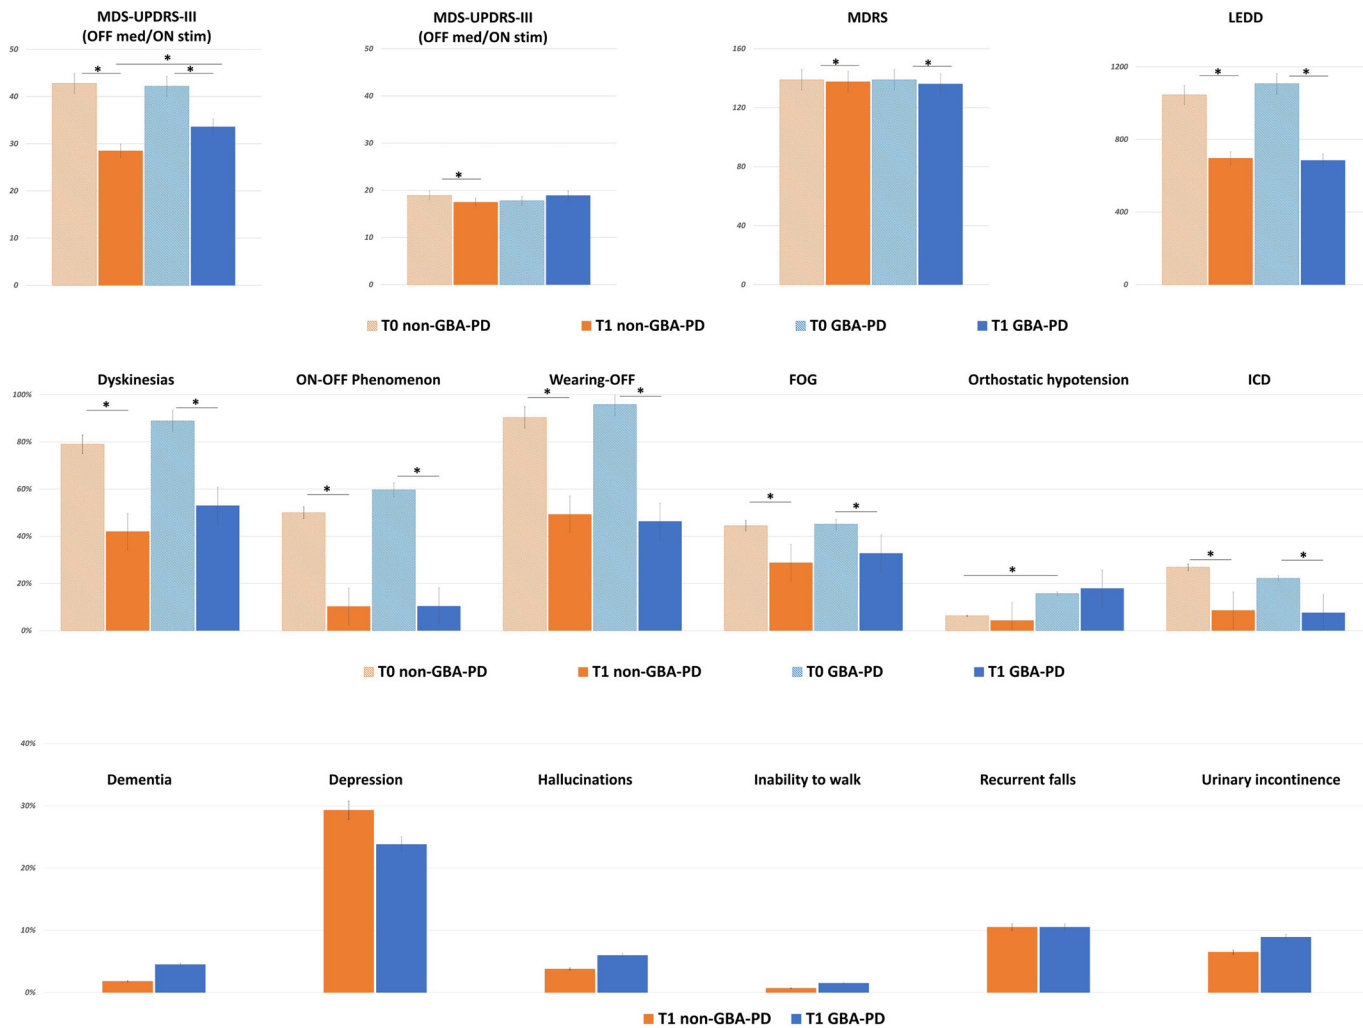 MDS-UPDRS-III
(OFF med/ON stim)
50
40
30
20
10
0
*
*
*
MDS-UPDRS-III
(OFF med/ON stim)
50
40
30
20
10
0
*
MDRS
160
120
80
40
0
*
*
LEDD
1200
800
400
0
*
*
T0 non-GBA-PD
T1 non-GBA-PD
T0 GBA-PD
T1 GBA-PD
Dyskinesias
ON-OFF Phenomenon
Wearing-OFF
FOG
Orthostatic hypotension
ICD
100%
80%
60%
40%
20%
0%
*
*
*
*
*
*
*
*
*
*
*
T0 non-GBA-PD
T1 non-GBA-PD
T0 GBA-PD
T1 GBA-PD
40%
30%
20%
10%
0%
Dementia
Depression
Hallucinations
Inability to walk
Recurrent falls
Urinary incontinence
T1 non-GBA-PD
T1 GBA-PD